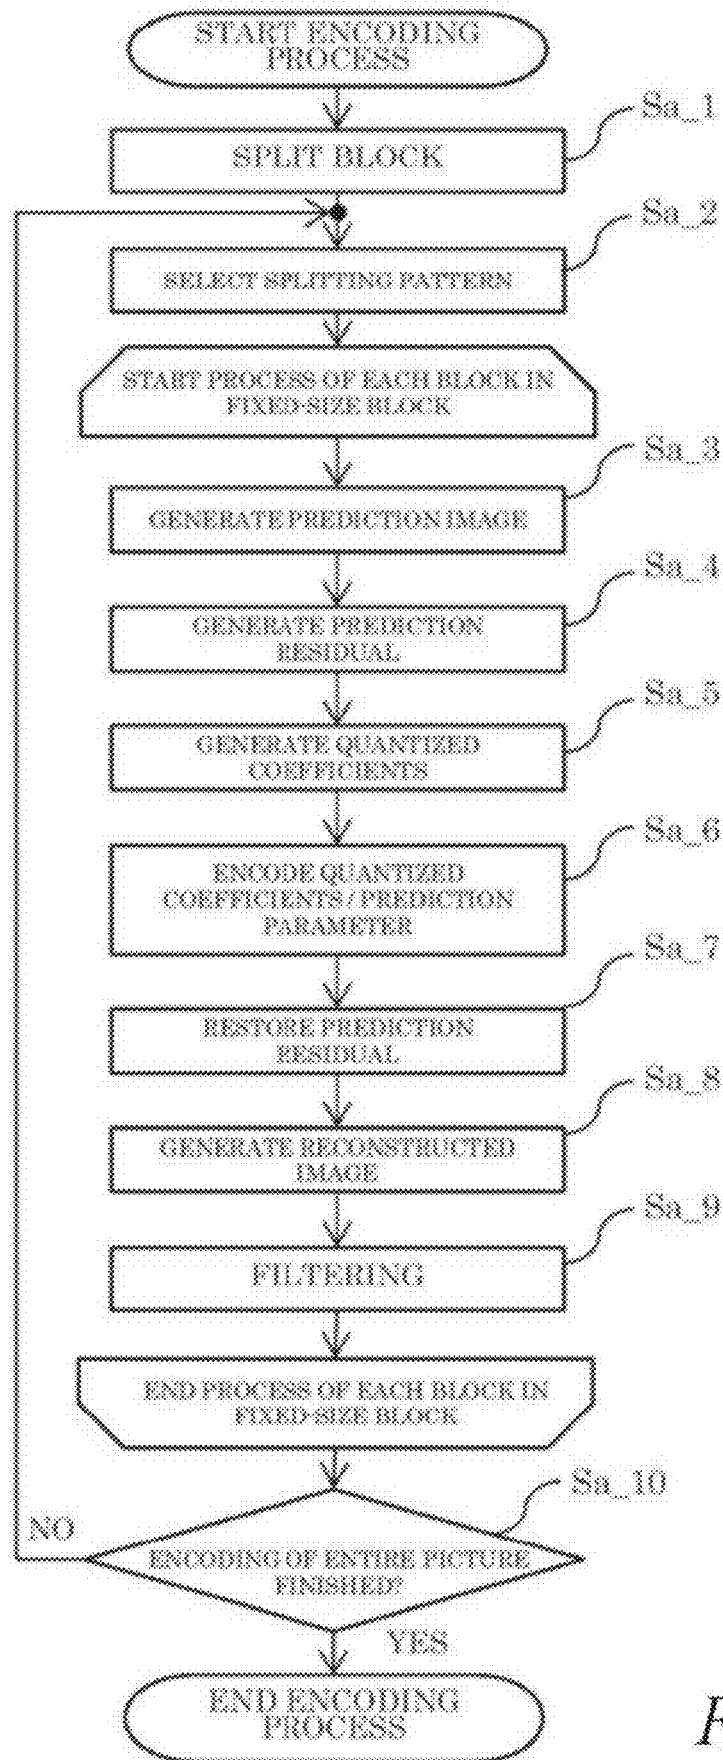 START ENCODING
PROCESS
Sa_1
SPLIT BLOCK
Sa_2
SELECT SPLITTING PATTERN
START PROCESS OF EACH BLOCK IN
FIXED-SIZE BLOCK
Sa_3
GENERATE PREDICTION IMAGE
Sa_4
GENERATE PREDICTION
RESIDUAL
Sa_5
GENERATE QUANTIZED
COEFFICIENTS
Sa_6
ENCODE QUANTIZED
COEFFICIENTS / PREDICTION
PARAMETER
Sa_7
RESTORE PREDICTION
RESIDUAL
Sa_8
GENERATE RECONSTRUCTED
IMAGE
Sa_9
FILTERING
END PROCESS OF EACH BLOCK IN
FIXED-SIZE BLOCK
Sa_10
NO
ENCODING OF ENTIRE PICTURE
FINISHED?
YES
END ENCODING
PROCESS